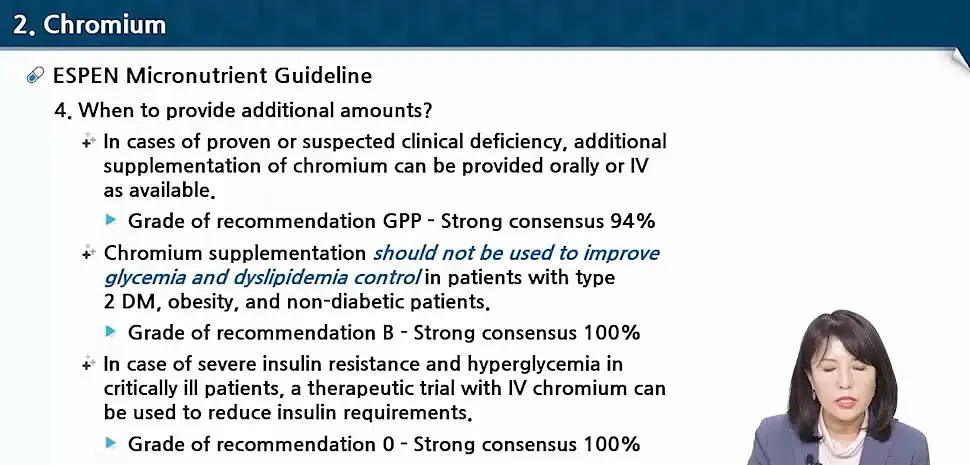 2. Chromium
ESPEN Micronutrient Guideline
4. When to provide additional amounts?
In cases of proven or suspected clinical deficiency, additional
supplementation of chromium can be provided orally or IV
as available.
Grade of recommendation GPP - Strong consensus 94%
Chromium supplementation should not be used to improve
glycemia and dyslipidemia control in patients with type
2 DM, obesity, and non-diabetic patients.
Grade of recommendation B - Strong consensus 100%
In case of severe insulin resistance and hyperglycemia in
critically ill patients, a therapeutic trial with IV chromium can
be used to reduce insulin requirements.
Grade of recommendation 0 - Strong consensus 100%